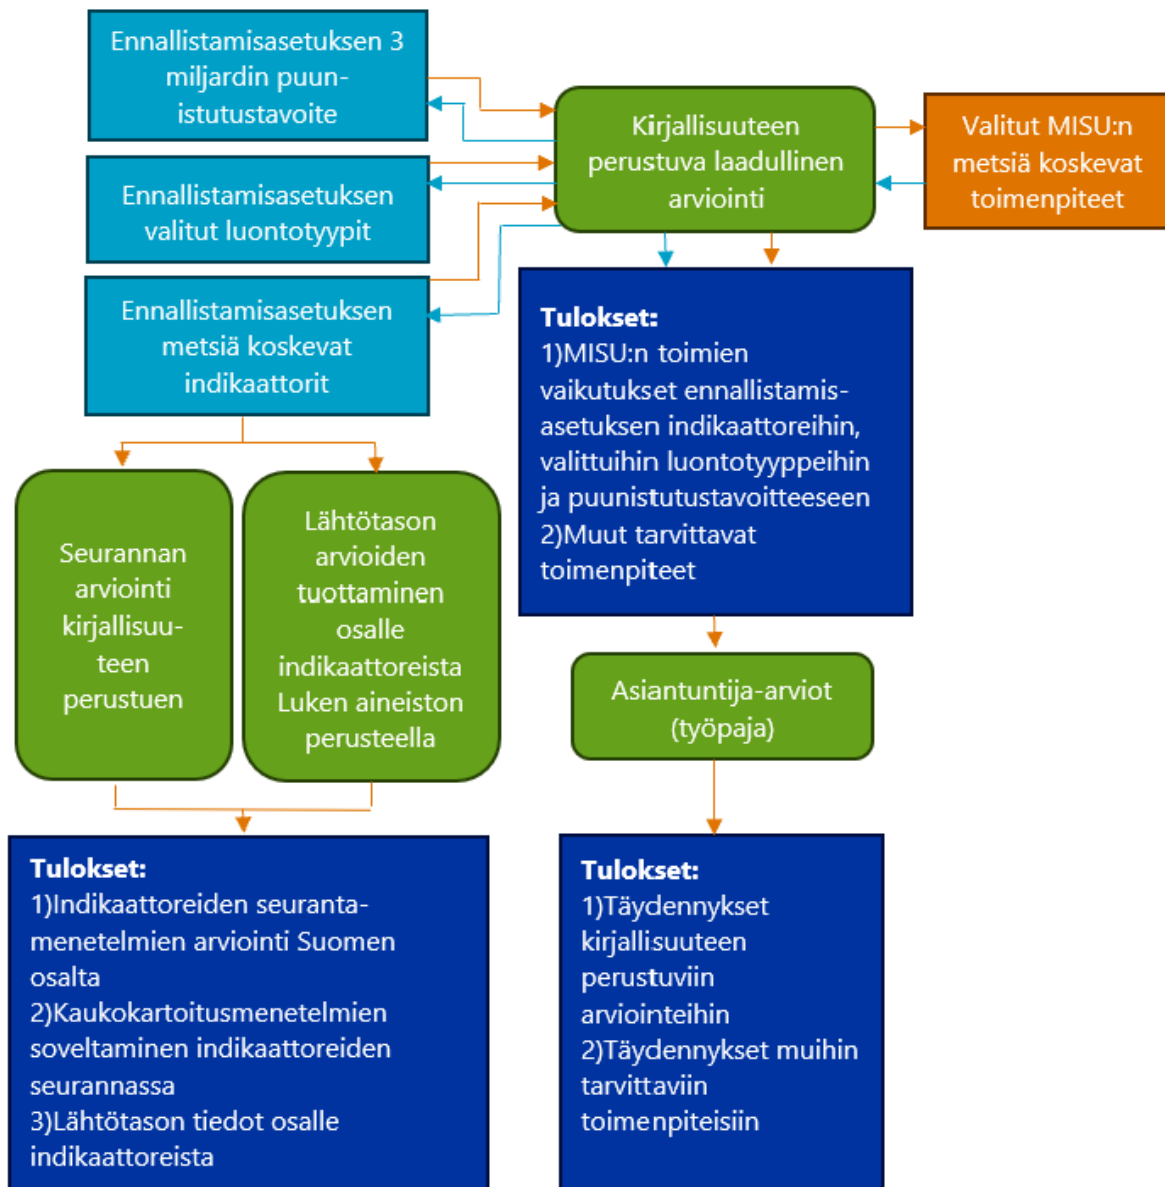 Ennallistamisasetuksen 3
miljardin puun-
istutustavoite
Ennallistamisasetuksen
valitut luontotyypit
Ennallistamisasetuksen
metsiä koskevat
indikaattorit
Kirjallisuuteen
perustuva laadullinen
arviointi
Valitut MISU:n
metsiä koskevat
toimenpiteet
Tulokset:
1)MISU:n toimien
vaikutukset ennallistamis-
asetuksen indikaattoreihin,
valittuihin luontotyyppeihin
ja puunistutustavoitteeseen
2)Muut tarvittavat
toimenpiteet
Seurannan
arviointi
kirjallisuu-
teen
perustuen
Lähtötason
arvioiden
tuottaminen
osalle
indikaattoreista
Luken aineiston
perusteella
Asiantuntija-arviot
(työpaja)
Tulokset:
1)Indikaattoreiden seuranta-
menetelmien arviointi Suomen
osalta
2)Kaukokartoitusmenetelmien
soveltaminen indikaattoreiden
seurannassa
3)Lähtötason tiedot osalle
indikaattoreista
Tulokset:
1)Täydennykset
kirjallisuuteen
perustuviin
arviointeihin
2)Täydennykset muihin
tarvittaviin
toimenpiteisiin